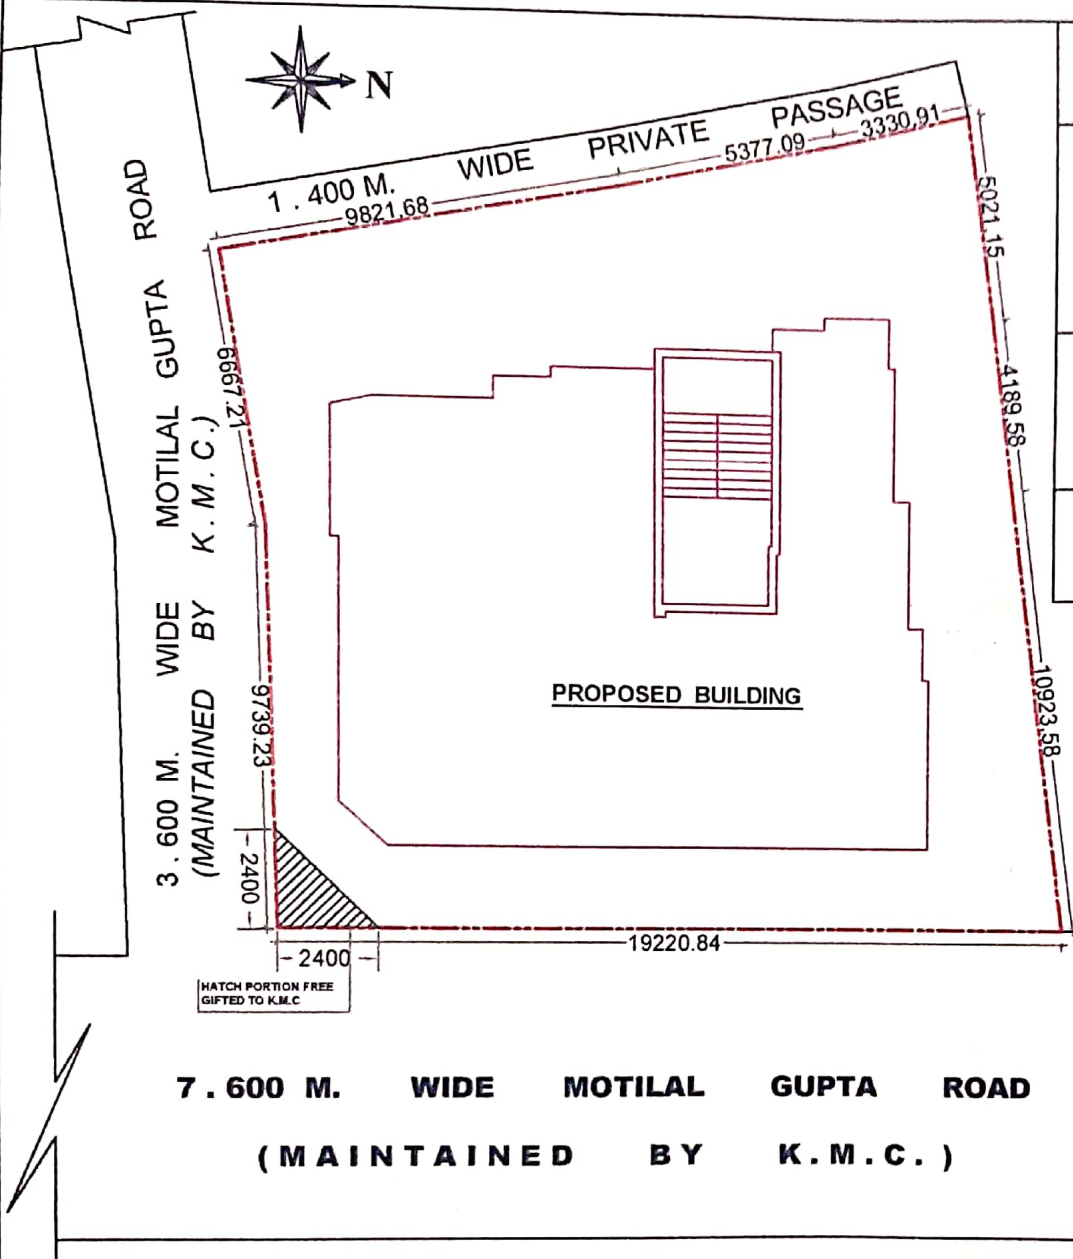 N
1 . 400 M. WIDE PRIVATE PASSAGE
9821.68
5377.09
3330.91
5021.15
4189.58
10923.58
3 . 600 M. WIDE MOTILAL GUPTA ROAD
(MAINTAINED BY K . M . C .)
6667.21
9739.23
PROPOSED BUILDING
2400
2400
19220.84
HATCH PORTION FREE
GIFTED TO K.M.C
7 . 600 M. WIDE MOTILAL GUPTA ROAD
(MAINTAINED BY K.M.C. )